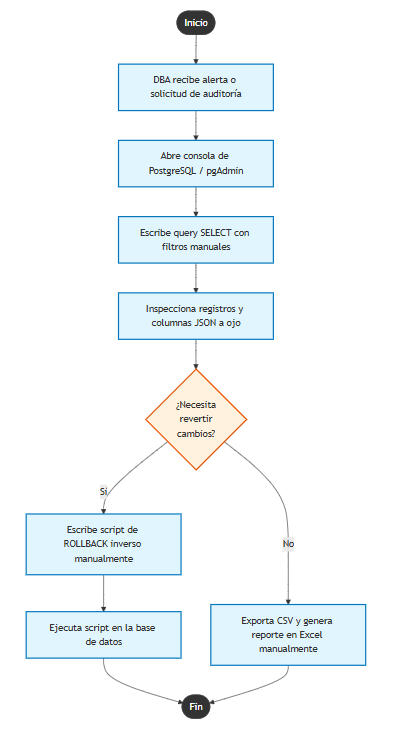 Inicio
DBA recibe alerta o
solicitud de auditoría
Abre consola de
PostgreSQL / pgAdmin
Escribe query SELECT con
filtros manuales
Inspecciona registros y
columnas JSON a ojo
¿Necesita
revertir
cambios?
Sí
No
Escribe script de
ROLLBACK inverso
manualmente
Ejecuta script en la base
de datos
Exporta CSV y genera
reporte en Excel
manualmente
Fin